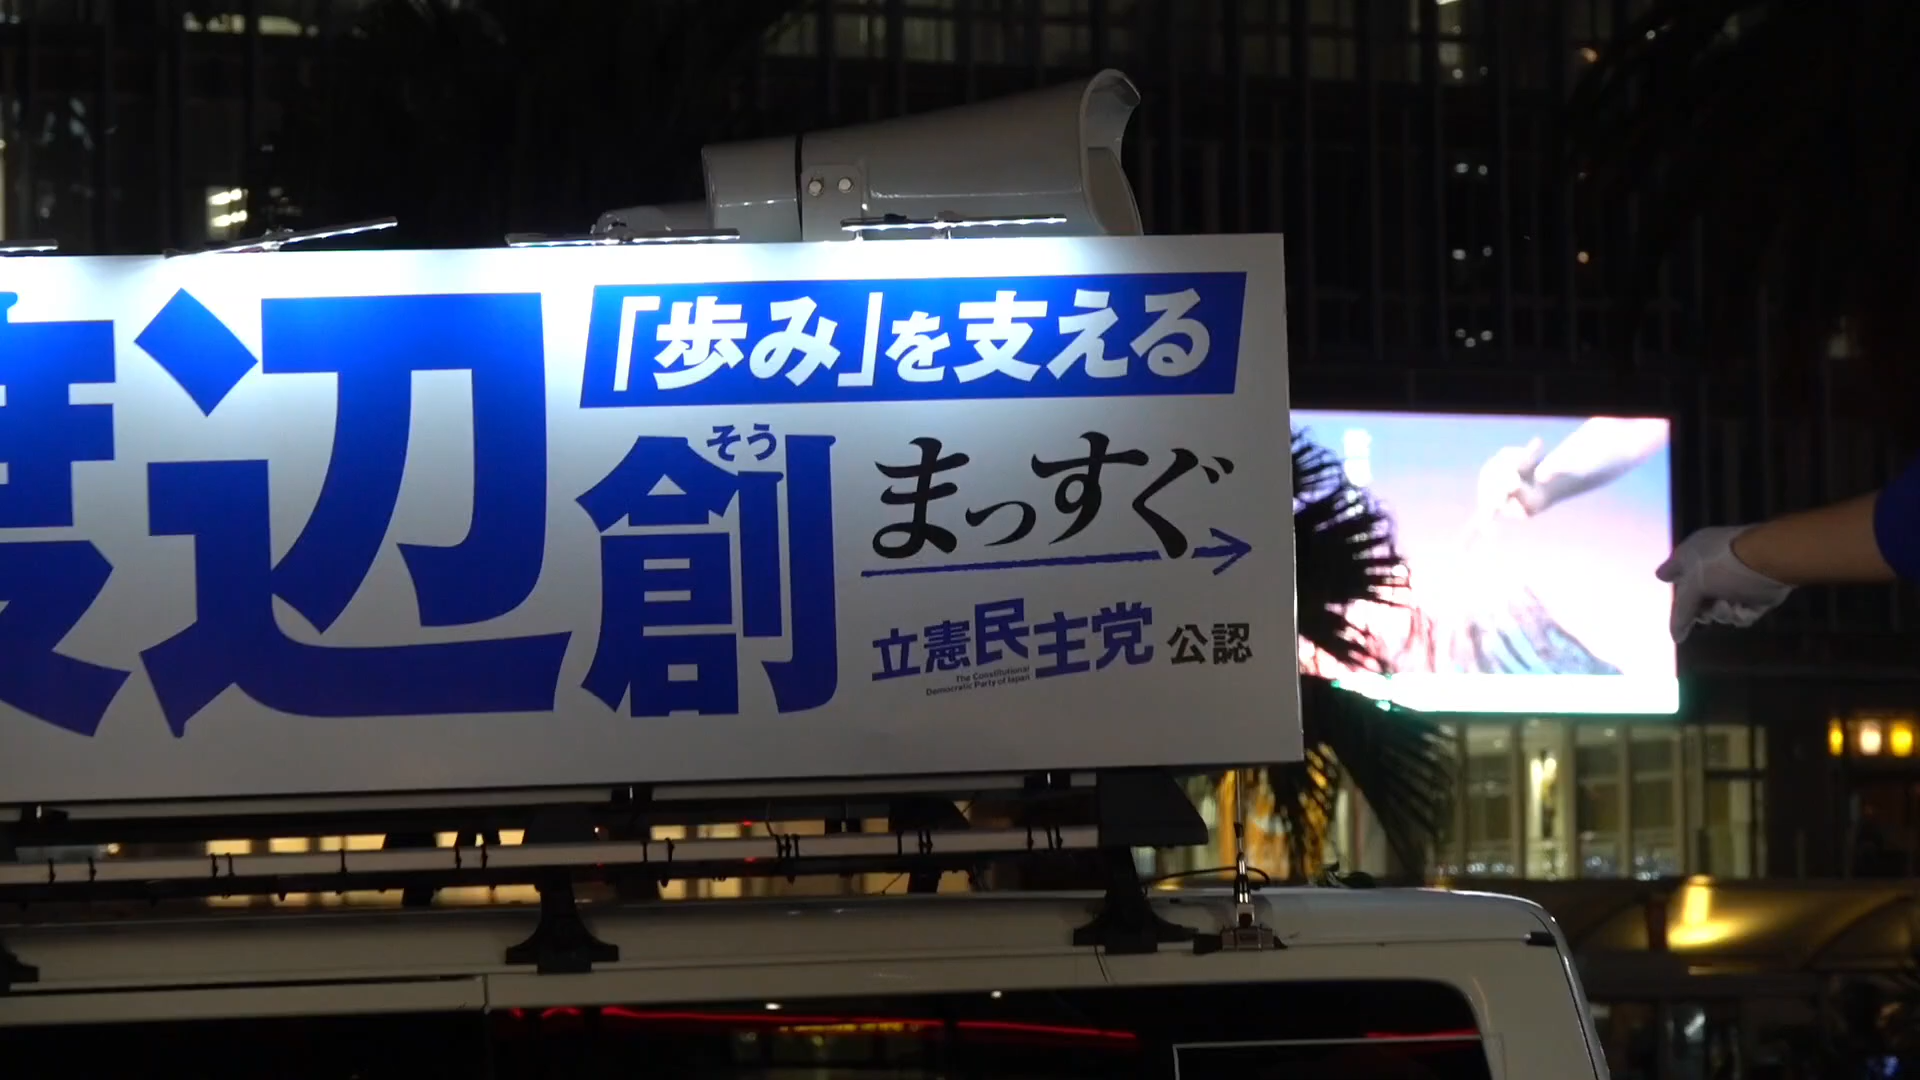 渡辺創
そう
「歩み」を支える
まっすぐ
立憲民主党 公認
The Constitutional
Democratic Party of Japan